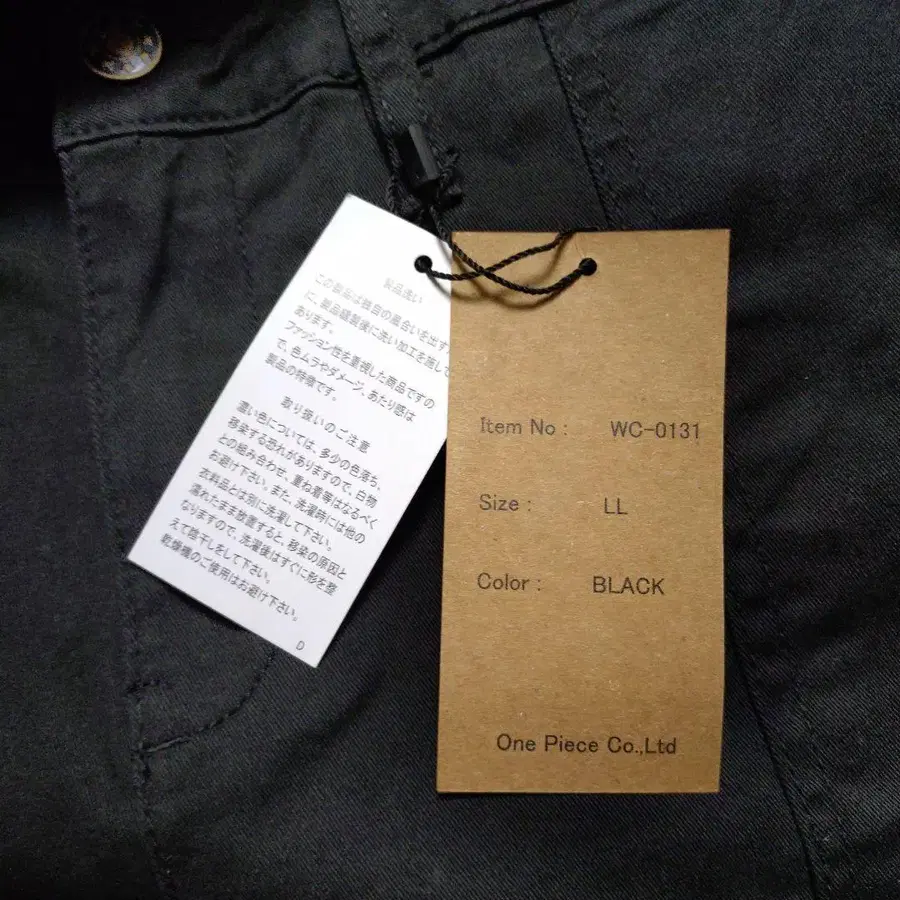 製品洗い
この製品は独自の風合いを出す
に、製品縫製後に洗い加工を施して
あります。
ファッション性を重視した商品ですの
で、色ムラやダメージ、あたり感は
製品の特徴です。
取り扱いのご注意
濃い色については、多少の色落ち、
移染する恐れがありますので、白物
との組み合わせ、重ね着等はなるべく
お避け下さい。また、洗濯時には他の
衣料品とは別に洗濯して下さい。
濡れたまま放置すると、移染の原因と
なりますので、洗濯後はすぐに形を整
えて陰干しをして下さい。
乾燥機のご使用はお避け下さい。
D
Item No : WC-0131
Size : LL
Color : BLACK
One Piece Co.,Ltd